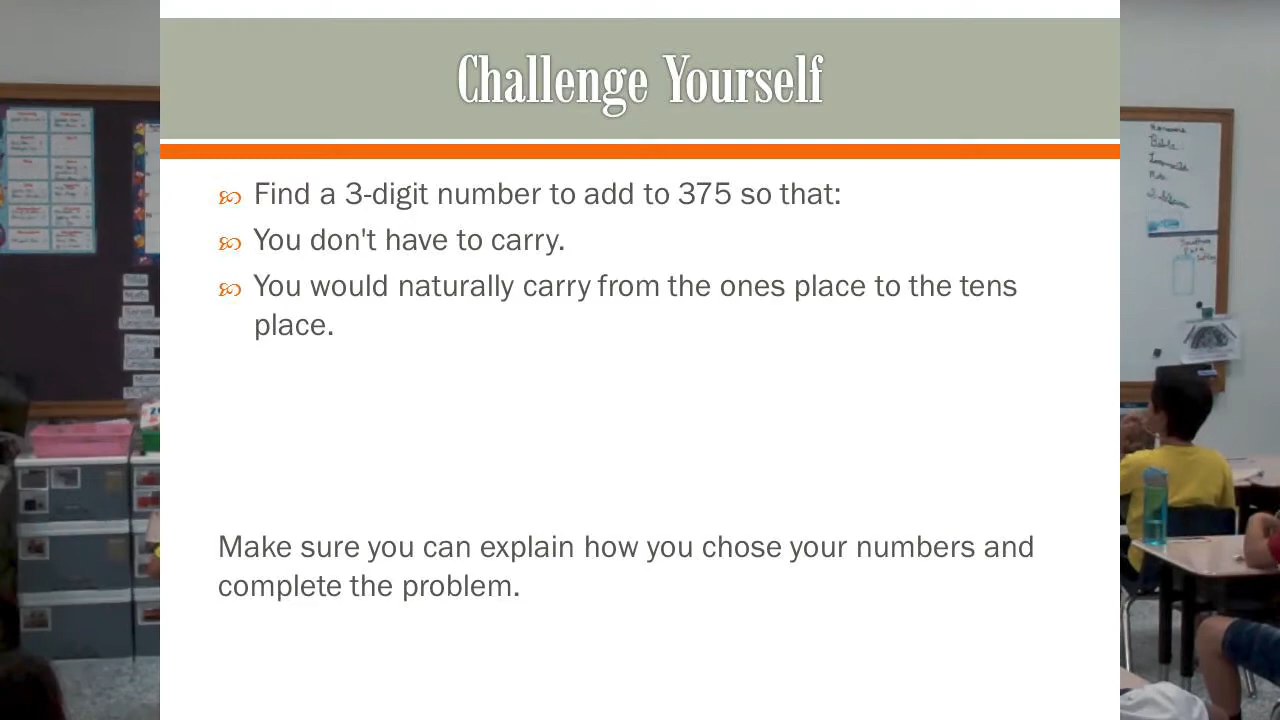 Challenge Yourself
Find a 3-digit number to add to 375 so that:
You don't have to carry.
You would naturally carry from the ones place to the tens
place.
Make sure you can explain how you chose your numbers and
complete the problem.
Bible
Math